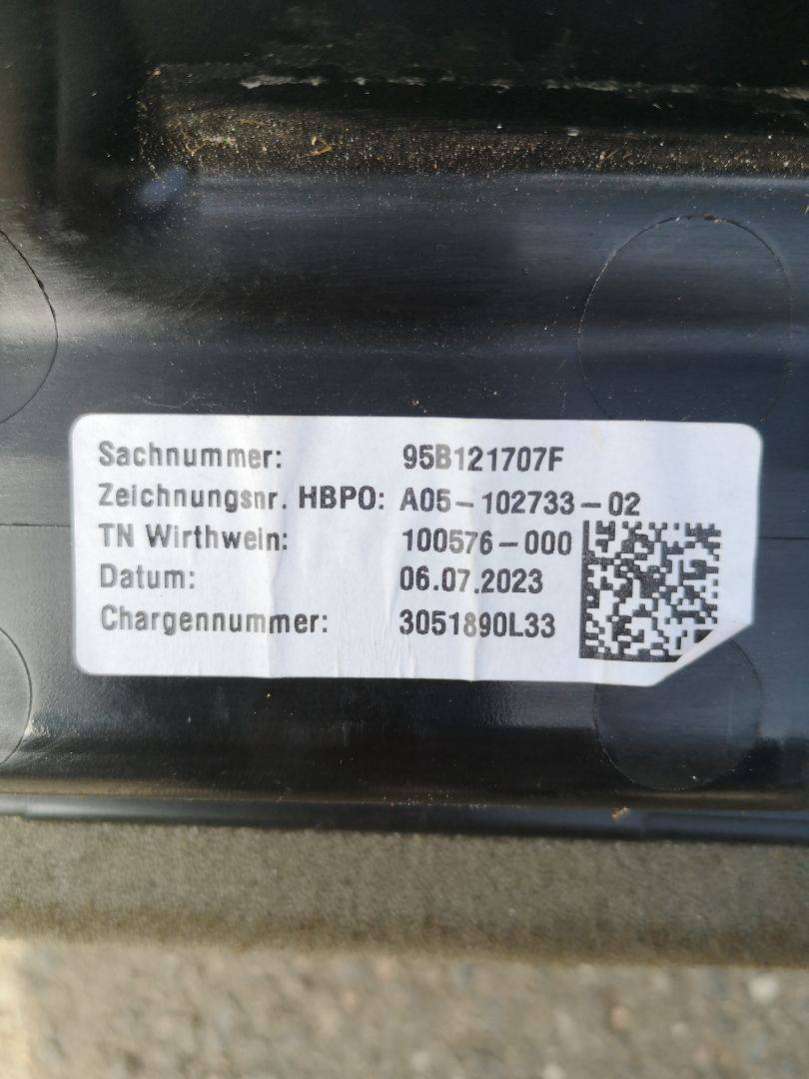 Sachnummer: 95B121707F
Zeichnungsnr. HBPO: A05-102733-02
TN Wirthwein: 100576-000
Datum: 06.07.2023
Chargennummer: 3051890L33